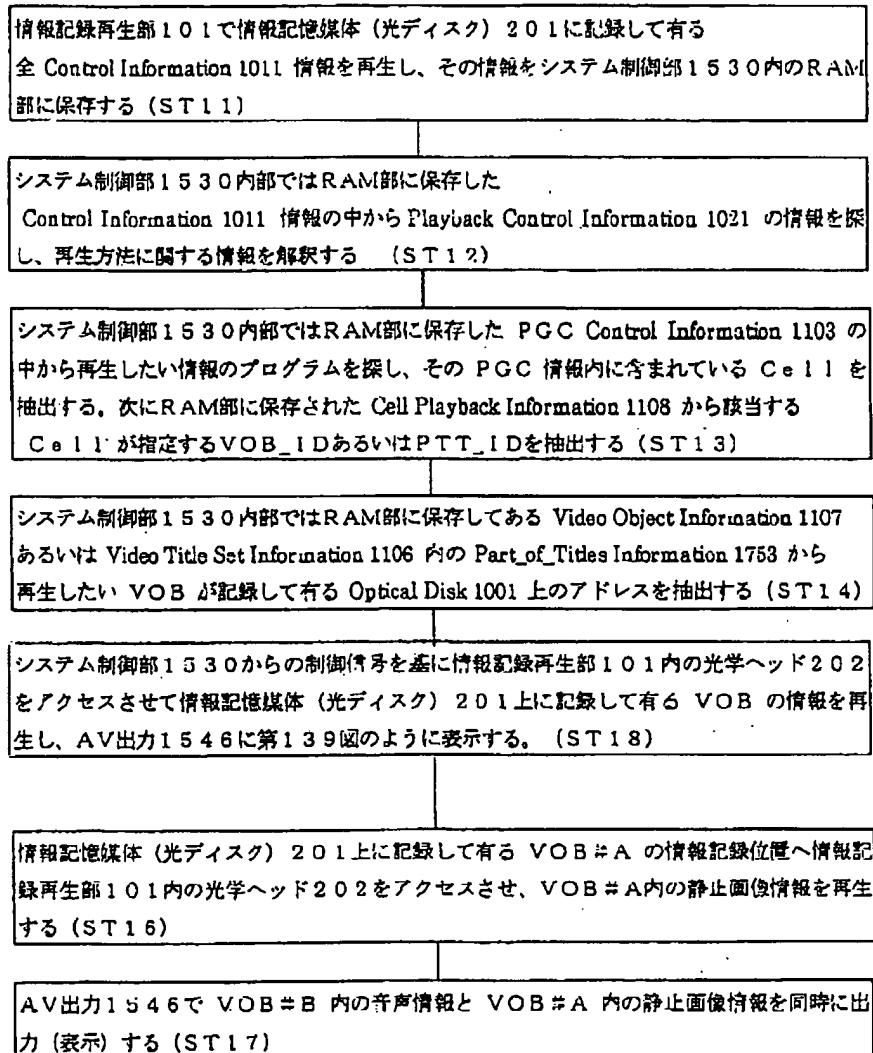 情報記録再生部101で情報記憶媒体（光ディスク）201に記録して有る
全 Control Information 1011 情報を再生し、その情報をシステム制御部1530内のRAM
部に保存する（ST11）
システム制御部1530内部ではRAM部に保存した
Control Information 1011 情報の中から Playback Control Information 1021 の情報を探
し、再生方法に関する情報を解釈する （ST12）
システム制御部1530内部ではRAM部に保存した PGC Control Information 1103 の
中から再生したい情報のプログラムを探し、その PGC 情報内に含まれている Cell を
抽出する。次にRAM部に保存された Cell Playback Information 1108 から該当する
Cell が指定するVOB_IDあるいはPTT_IDを抽出する（ST13）
システム制御部1530内部ではRAM部に保存してある Video Object Information 1107
あるいは Video Title Set Information 1106 内の Part_of_Titles Information 1753 から
再生したい VOB が記録して有る Optical Disk 1001 上のアドレスを抽出する（ST14）
システム制御部1530からの制御信号を基に情報記録再生部101内の光学ヘッド202
をアクセスさせて情報記憶媒体（光ディスク）201上に記録して有る VOB の情報を再
生し、AV出力1546に第139図のように表示する。（ST18）
情報記憶媒体（光ディスク）201上に記録して有る VOB#A の情報記録位置へ情報記
録再生部101内の光学ヘッド202をアクセスさせ、VOB#A内の静止画像情報を再生
する（ST16）
AV出力1546で VOB#B 内の音声情報と VOB#A 内の静止画像情報を同時に出
力（表示）する（ST17）